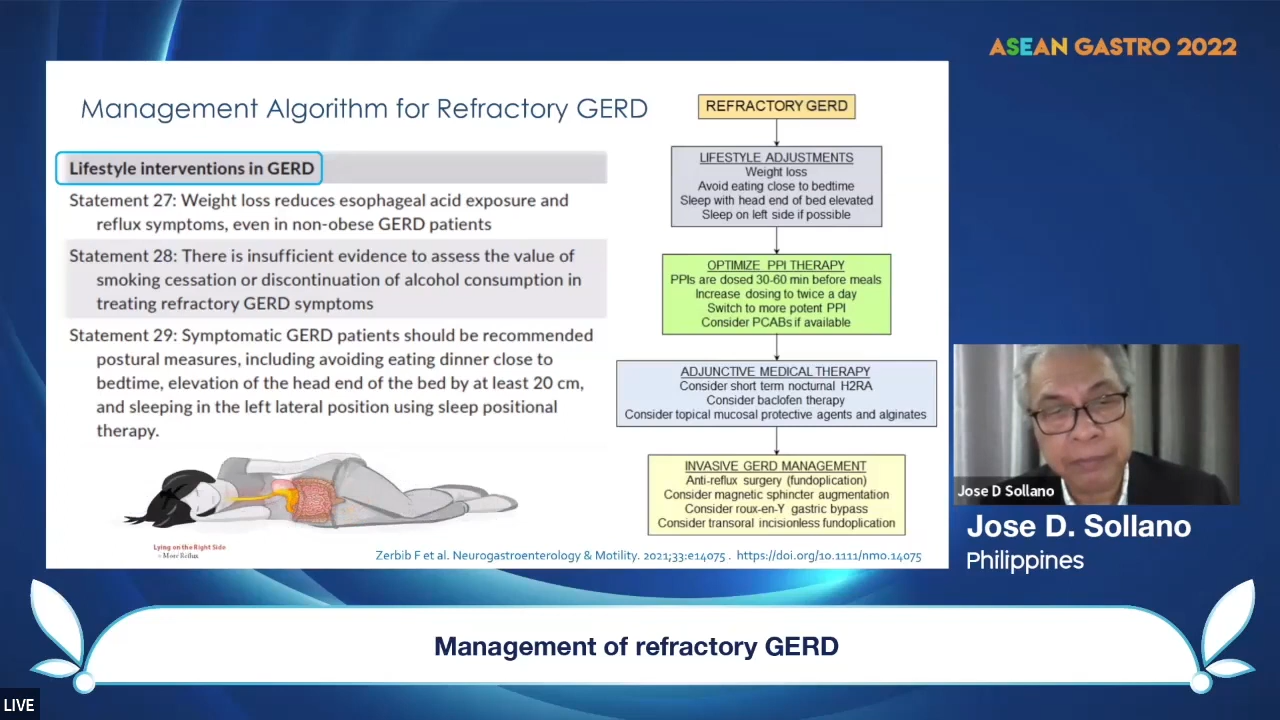 ASEAN GASTRO 2022
Management Algorithm for Refractory GERD
Lifestyle interventions in GERD
Statement 27: Weight loss reduces esophageal acid exposure and
reflux symptoms, even in non-obese GERD patients
Statement 28: There is insufficient evidence to assess the value of
smoking cessation or discontinuation of alcohol consumption in
treating refractory GERD symptoms
Statement 29: Symptomatic GERD patients should be recommended
postural measures, including avoiding eating dinner close to
bedtime, elevation of the head end of the bed by at least 20 cm,
and sleeping in the left lateral position using sleep positional
therapy.
Lying on the Right Side
= More Reflux
REFRACTORY GERD
LIFESTYLE ADJUSTMENTS
Weight loss
Avoid eating close to bedtime
Sleep with head end of bed elevated
Sleep on left side if possible
OPTIMIZE PPI THERAPY
PPIs are dosed 30-60 min before meals
Increase dosing to twice a day
Switch to more potent PPI
Consider PCABs if available
ADJUNCTIVE MEDICAL THERAPY
Consider short term nocturnal H2RA
Consider baclofen therapy
Consider topical mucosal protective agents and alginates
INVASIVE GERD MANAGEMENT
Anti-reflux surgery (fundoplication)
Consider magnetic sphincter augmentation
Consider roux-en-Y gastric bypass
Consider transoral incisionless fundoplication
Zerbib F et al. Neurogastroenterology & Motility. 2021;33:e14075 . https://doi.org/10.1111/nmo.14075
Jose D Sollano
Jose D. Sollano
Philippines
Management of refractory GERD
LIVE